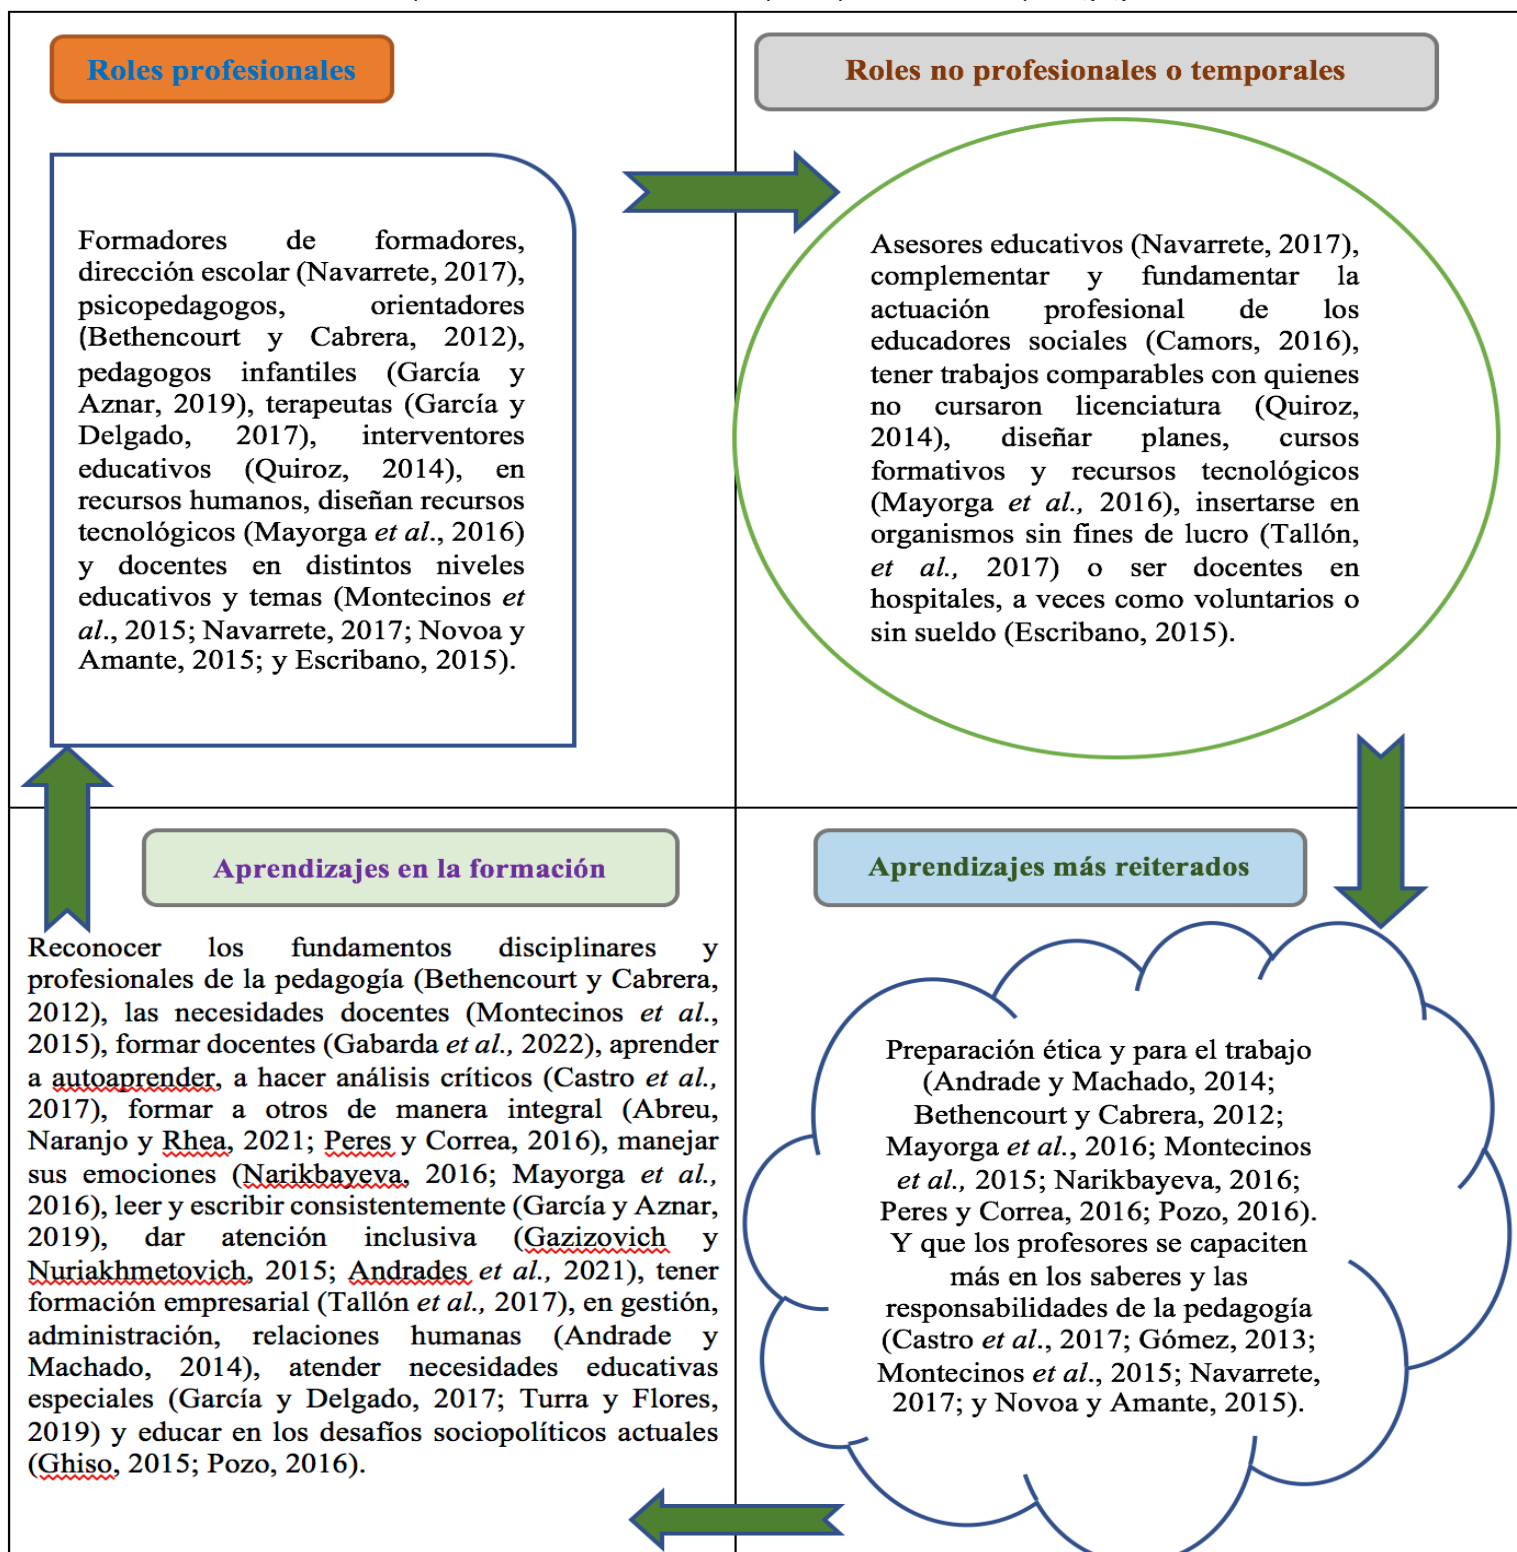 Roles profesionales
Formadores de formadores,
dirección escolar (Navarrete, 2017),
psicopedagogos, orientadores
(Bethencourt y Cabrera, 2012),
pedagogos infantiles (García y
Aznar, 2019), terapeutas (García y
Delgado, 2017), interventores
educativos (Quiroz, 2014), en
recursos humanos, diseñan recursos
tecnológicos (Mayorga et al., 2016)
y docentes en distintos niveles
educativos y temas (Montecinos et
al., 2015; Navarrete, 2017; Novoa y
Amante, 2015; y Escribano, 2015).
Roles no profesionales o temporales
Asesores educativos (Navarrete, 2017),
complementar y fundamentar la
actuación profesional de los
educadores sociales (Camors, 2016),
tener trabajos comparables con quienes
no cursaron licenciatura (Quiroz,
2014), diseñar planes, cursos
formativos y recursos tecnológicos
(Mayorga et al., 2016), insertarse en
organismos sin fines de lucro (Tallón,
et al., 2017) o ser docentes en
hospitales, a veces como voluntarios o
sin sueldo (Escribano, 2015).
Aprendizajes en la formación
Reconocer los fundamentos disciplinares y
profesionales de la pedagogía (Bethencourt y Cabrera,
2012), las necesidades docentes (Montecinos et al.,
2015), formar docentes (Gabarda et al., 2022), aprender
a autoaprender, a hacer análisis críticos (Castro et al.,
2017), formar a otros de manera integral (Abreu,
Naranjo y Rhea, 2021; Peres y Correa, 2016), manejar
sus emociones (Narikbayeva, 2016; Mayorga et al.,
2016), leer y escribir consistentemente (García y Aznar,
2019), dar atención inclusiva (Gazizovich y
Nuriakhmetovich, 2015; Andrades et al., 2021), tener
formación empresarial (Tallón et al., 2017), en gestión,
administración, relaciones humanas (Andrade y
Machado, 2014), atender necesidades educativas
especiales (García y Delgado, 2017; Turra y Flores,
2019) y educar en los desafíos sociopolíticos actuales
(Ghiso, 2015; Pozo, 2016).
Aprendizajes más reiterados
Preparación ética y para el trabajo
(Andrade y Machado, 2014;
Bethencourt y Cabrera, 2012;
Mayorga et al., 2016; Montecinos
et al., 2015; Narikbayeva, 2016;
Peres y Correa, 2016; Pozo, 2016).
Y que los profesores se capaciten
más en los saberes y las
responsabilidades de la pedagogía
(Castro et al., 2017; Gómez, 2013;
Montecinos et al., 2015; Navarrete,
2017; y Novoa y Amante, 2015).